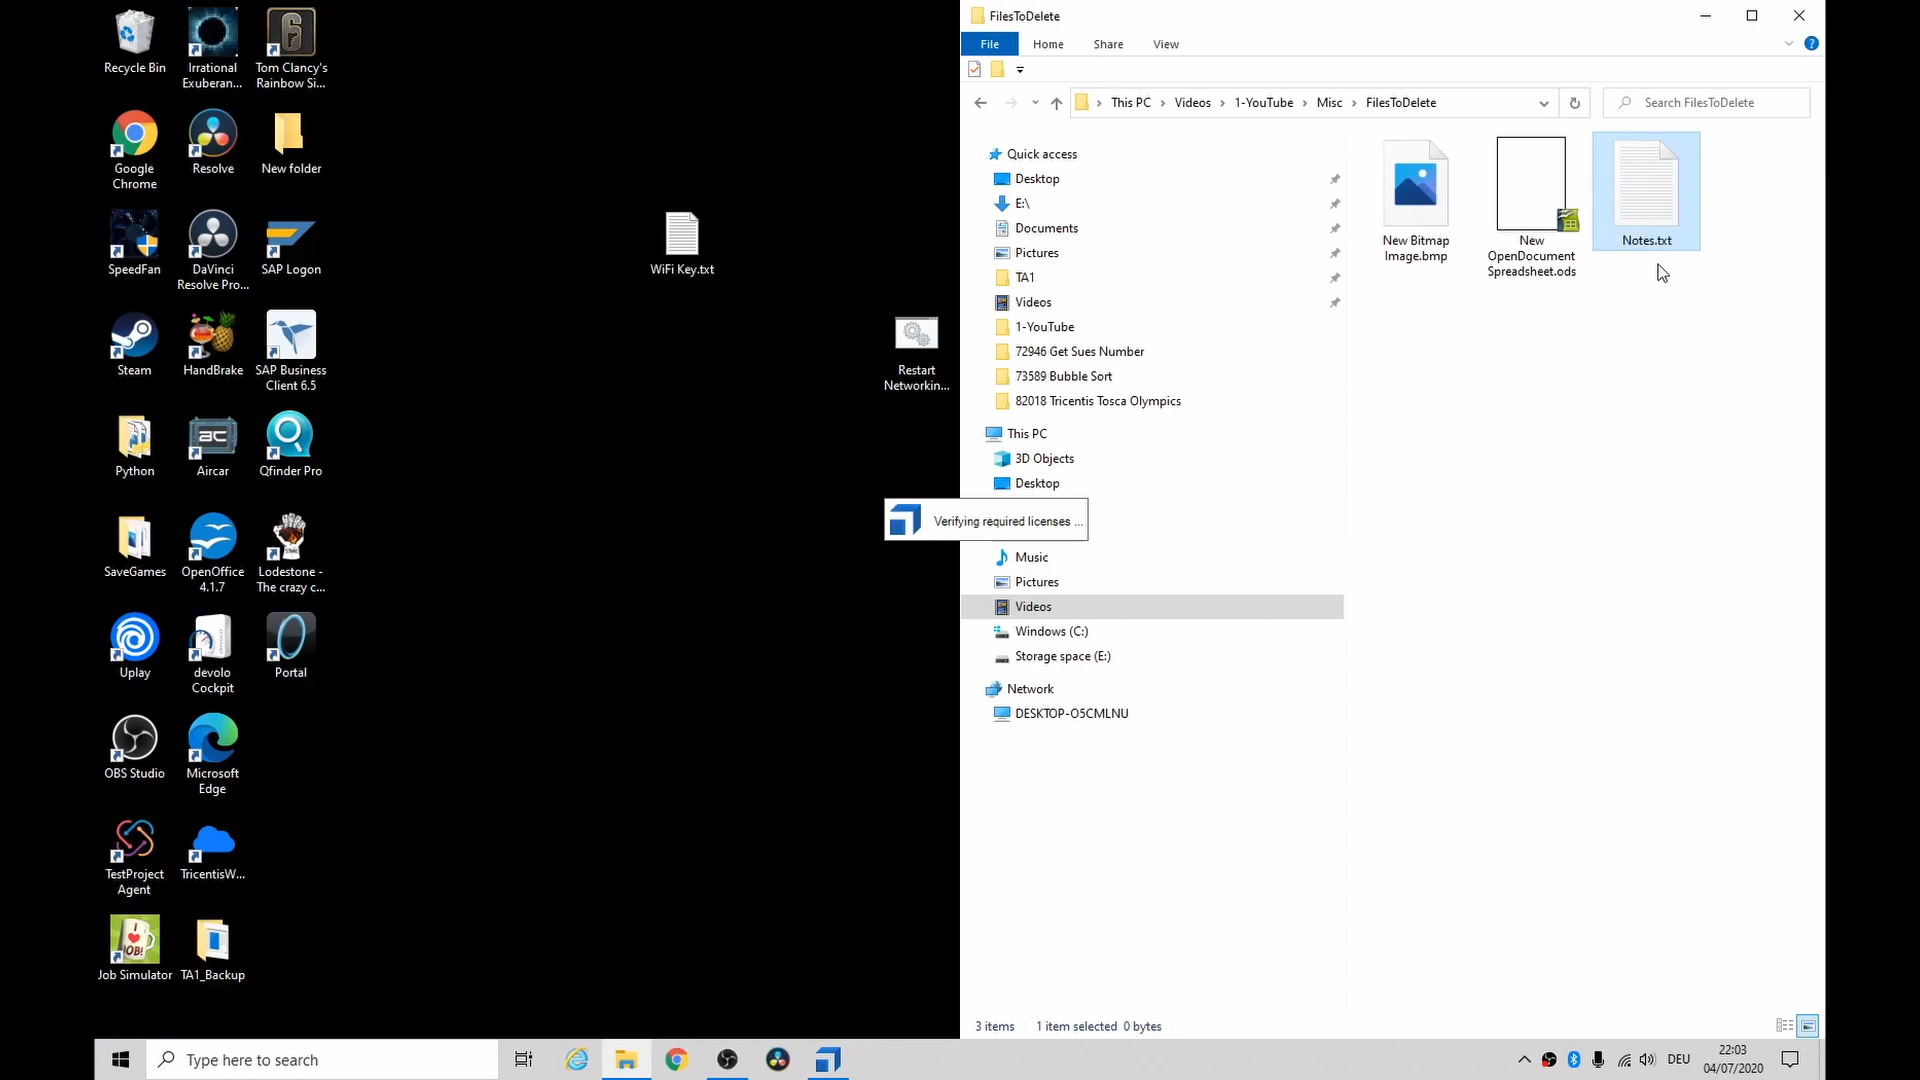 Recycle Bin
Irrational
Exuberan...
Tom Clancy's
Rainbow Si...
Google
Chrome
Resolve
New folder
SpeedFan
DaVinci
Resolve Pro...
SAP Logon
Steam
HandBrake
SAP Business
Client 6.5
Python
Aircar
Qfinder Pro
SaveGames
OpenOffice
4.1.7
Lodestone -
The crazy c...
Uplay
devolo
Cockpit
Portal
OBS Studio
Microsoft
Edge
TestProject
Agent
TricentisW...
Job Simulator
TA1_Backup
WiFi Key.txt
Restart
Networkin...
FilesToDelete
File
Home
Share
View
This PC
Videos
1-YouTube
Misc
FilesToDelete
Search FilesToDelete
Quick access
Desktop
E:\
Documents
Pictures
TA1
Videos
1-YouTube
72946 Get Sues Number
73589 Bubble Sort
82018 Tricentis Tosca Olympics
This PC
3D Objects
Desktop
Verifying required licenses ...
Music
Pictures
Videos
Windows (C:)
Storage space (E:)
Network
DESKTOP-O5CMLNU
New Bitmap
Image.bmp
New
OpenDocument
Spreadsheet.ods
Notes.txt
3 items
1 item selected 0 bytes
Type here to search
DEU
22:03
04/07/2020